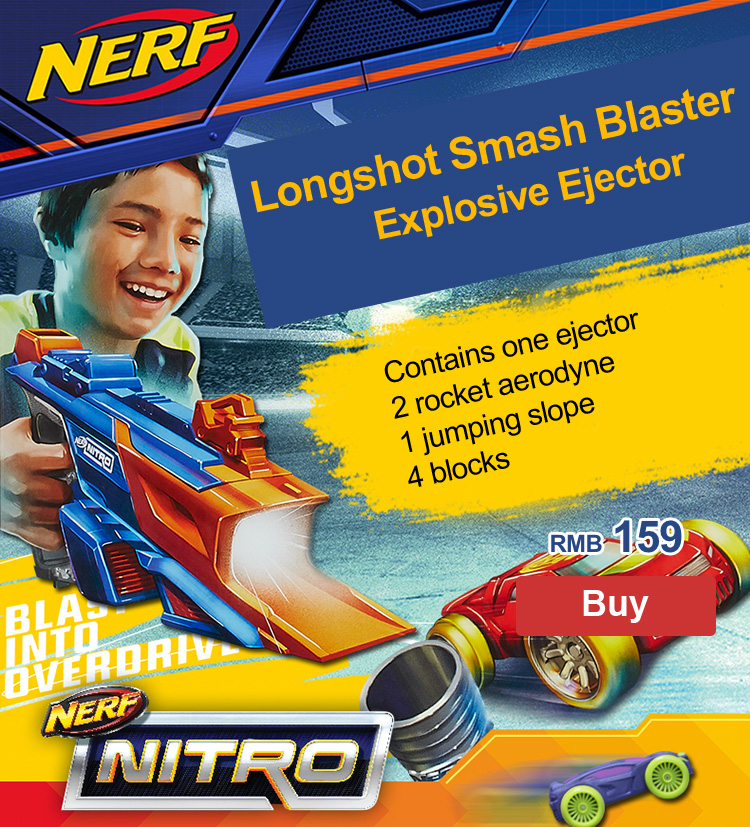 NERF
Longshot Smash Blaster
Explosive Ejector
Contains one ejector
2 rocket aerodyne
1 jumping slope
4 blocks
NERF NITRO
RMB 159
Buy
BLAST
INTO
OVERDRIVE
NERF
NITRO